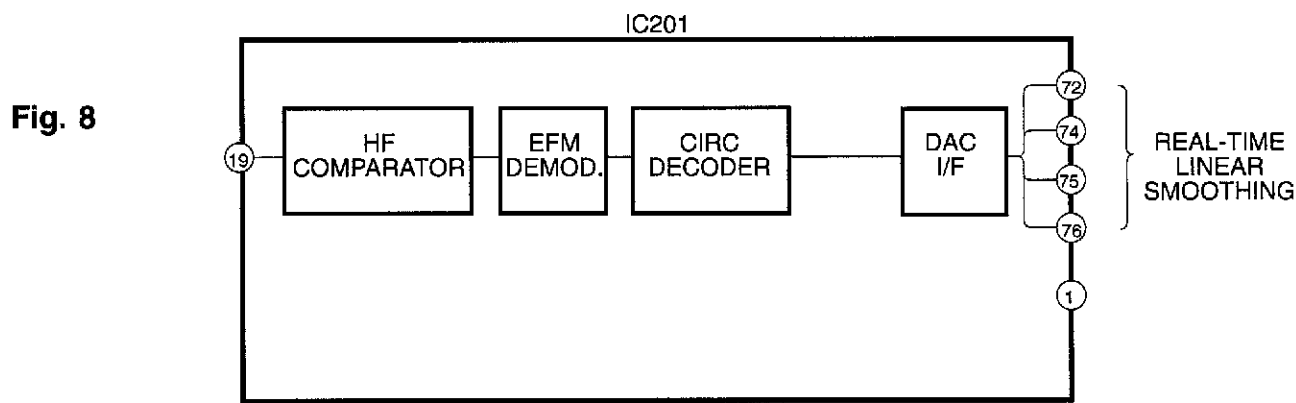 IC201
Fig. 8
19
HF
COMPARATOR
EFM
DEMOD.
CIRC
DECODER
DAC
I/F
72
74
75
76
1
REAL-TIME
LINEAR
SMOOTHING